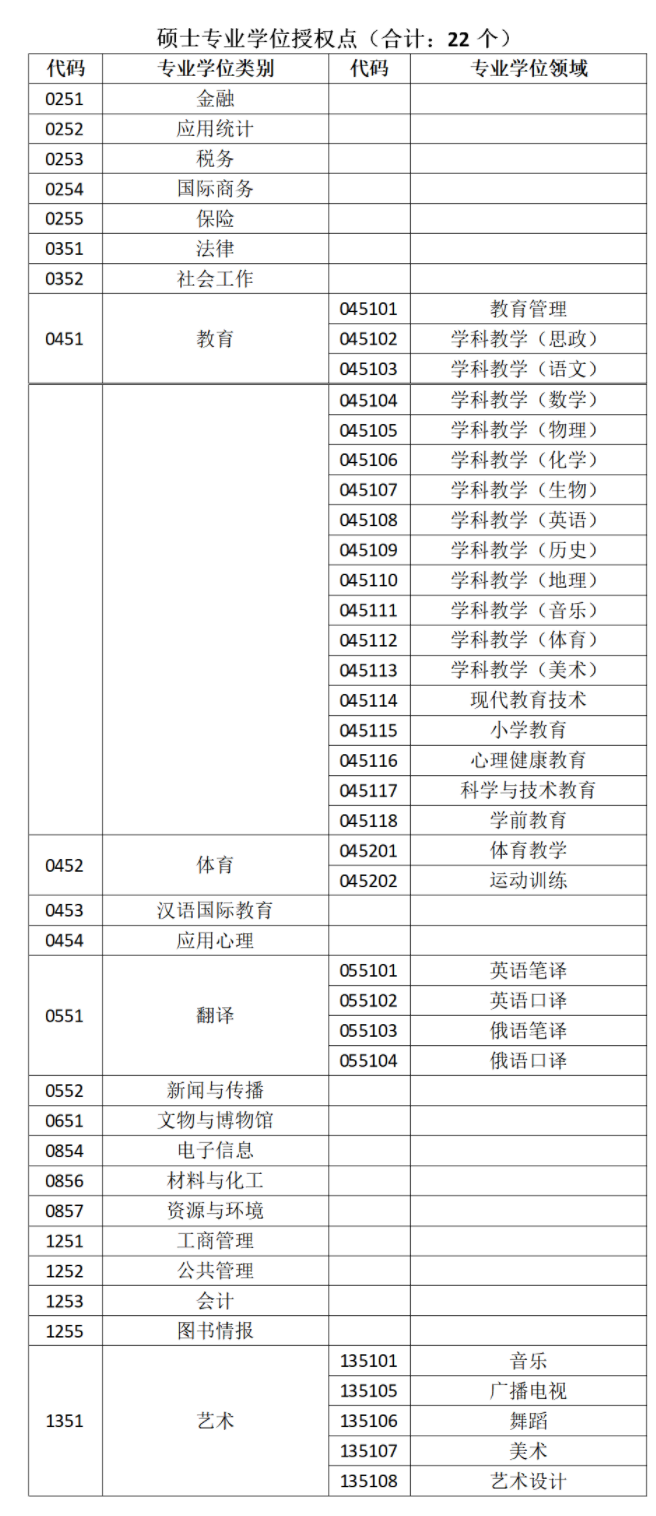 硕士专业学位授权点（合计：22 个）
代码 专业学位类别 代码 专业学位领域
0251 金融
0252 应用统计
0253 税务
0254 国际商务
0255 保险
0351 法律
0352 社会工作
045101 教育管理
0451 教育 045102 学科教学（思政）
045103 学科教学（语文）
045104 学科教学（数学）
045105 学科教学（物理）
045106 学科教学（化学）
045107 学科教学（生物）
045108 学科教学（英语）
045109 学科教学（历史）
045110 学科教学（地理）
045111 学科教学（音乐）
045112 学科教学（体育）
045113 学科教学（美术）
045114 现代教育技术
045115 小学教育
045116 心理健康教育
045117 科学与技术教育
045118 学前教育
0452 体育 045201 体育教学
045202 运动训练
0453 汉语国际教育
0454 应用心理
0551 翻译 055101 英语笔译
055102 英语口译
055103 俄语笔译
055104 俄语口译
0552 新闻与传播
0651 文物与博物馆
0854 电子信息
0856 材料与化工
0857 资源与环境
1251 工商管理
1252 公共管理
1253 会计
1255 图书情报
135101 音乐
135105 广播电视
1351 艺术 135106 舞蹈
135107 美术
135108 艺术设计